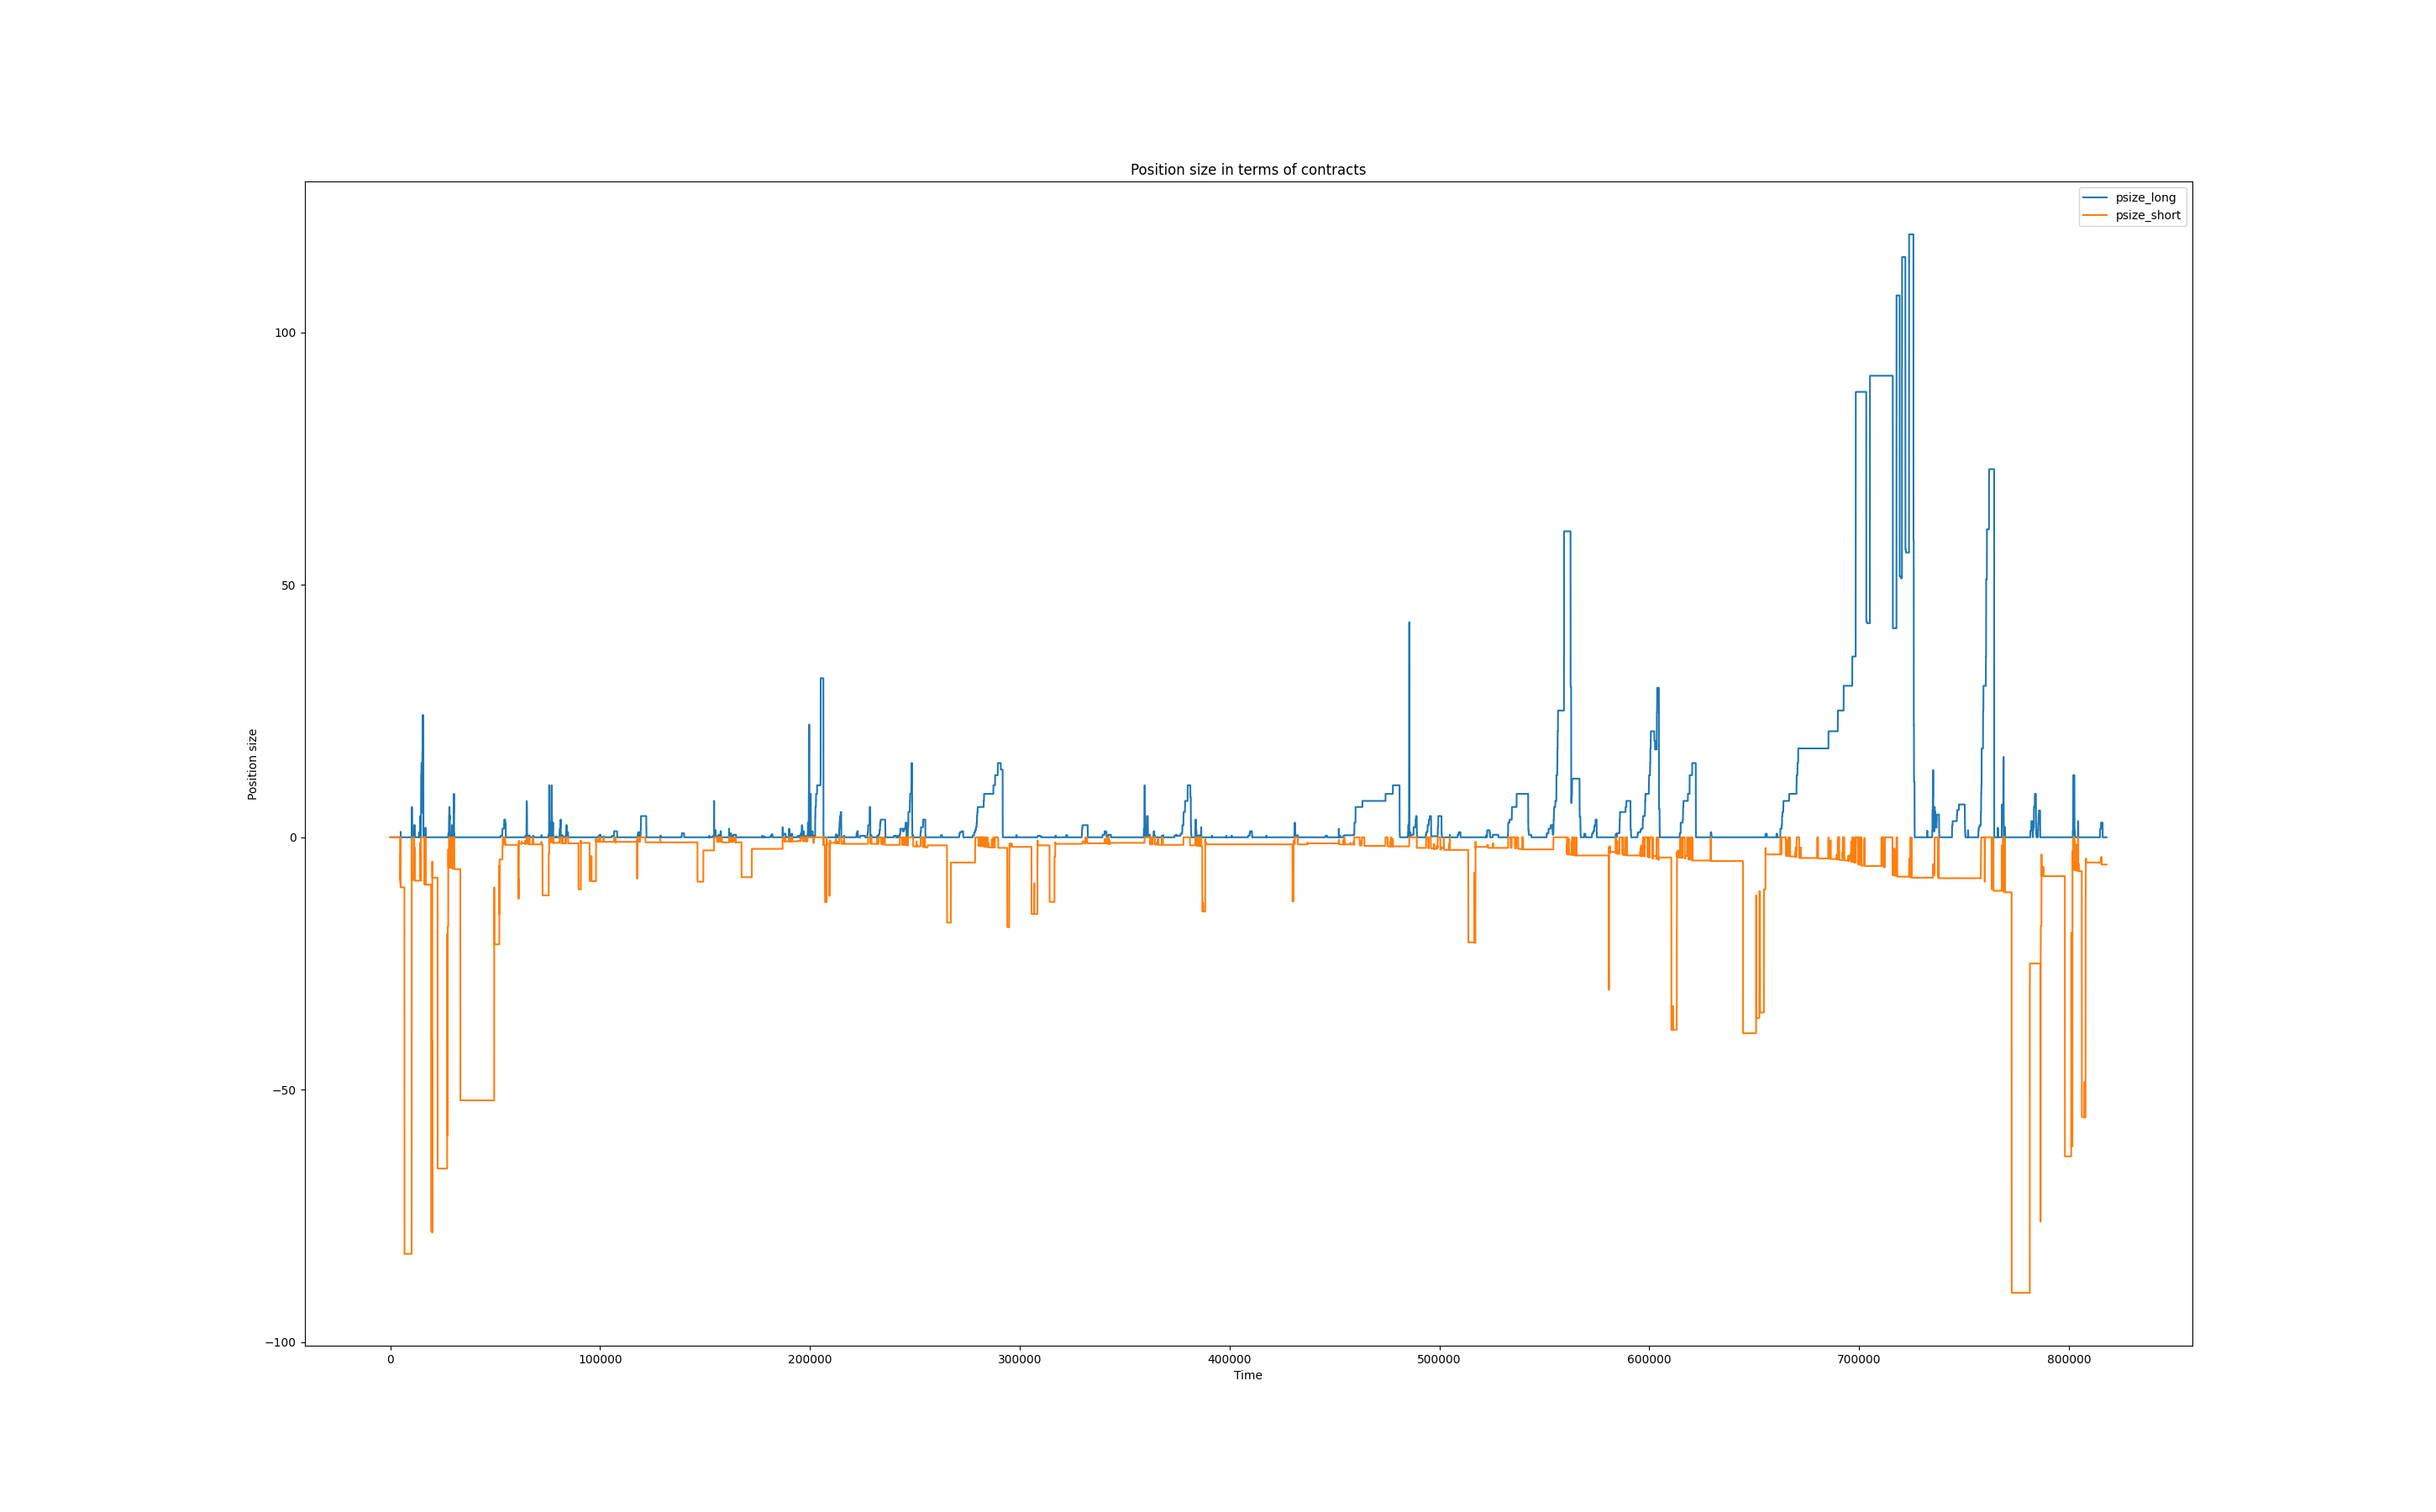 Position size in terms of contracts
psize_long
psize_short
100
50
0
−50
−100
Position size
0 100000 200000 300000 400000 500000 600000 700000 800000
Time